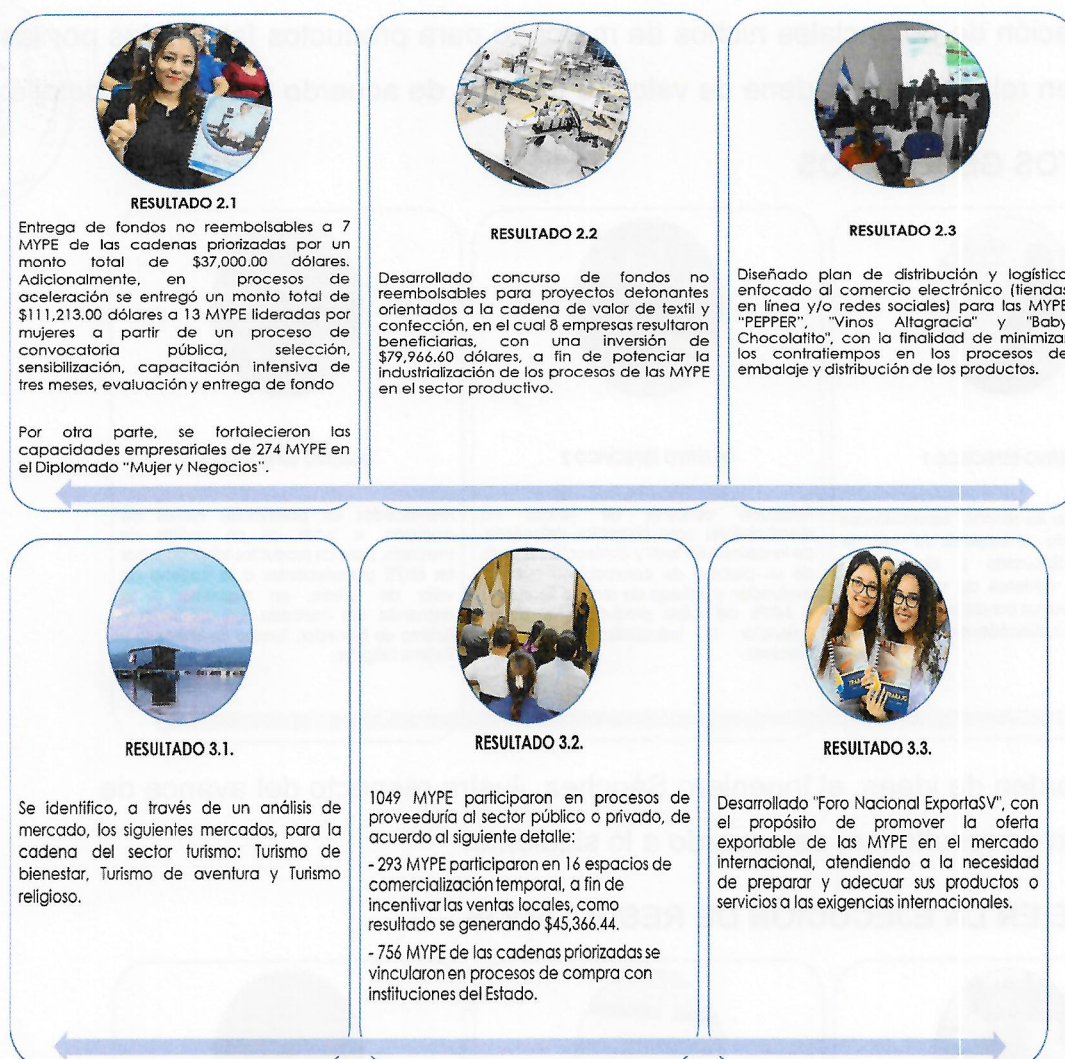 RESULTADO 2.1
Entrega de fondos no reembolsables a 7
MYPE de las cadenas priorizadas por un
monto total de $37,000.00 dólares.
Adicionalmente, en procesos de
aceleración se entregó un monto total de
$111,213.00 dólares a 13 MYPE lideradas por
mujeres a partir de un proceso de
convocatoria pública, selección,
sensibilización, capacitación intensiva de
tres meses, evaluación y entrega de fondo
Por otra parte, se fortalecieron las
capacidades empresariales de 274 MYPE en
el Diplomado "Mujer y Negocios".
RESULTADO 2.2
Desarrollado concurso de fondos no
reembolsables para proyectos detonantes
orientados a la cadena de valor de textil y
confección, en el cual 8 empresas resultaron
beneficiarias, con una inversión de
$79,966.60 dólares, a fin de potenciar la
industrialización de los procesos de las MYPE
en el sector productivo.
RESULTADO 2.3
Diseñado plan de distribución y logística
enfocado al comercio electrónico (tiendas
en línea y/o redes sociales) para las MYPE
"PEPPER", "Vinos Altagracia" y "Baby
Chocolatito", con la finalidad de minimizar
los contratiempos en los procesos de
embalaje y distribución de los productos.
RESULTADO 3.1.
Se identifico, a través de un análisis de
mercado, los siguientes mercados, para la
cadena del sector turismo: Turismo de
bienestar, Turismo de aventura y Turismo
religioso.
RESULTADO 3.2.
1049 MYPE participaron en procesos de
proveeduría al sector público o privado, de
acuerdo al siguiente detalle:
- 293 MYPE participaron en 16 espacios de
comercialización temporal, a fin de
incentivar las ventas locales, como
resultado se generando $45,366.44.
- 756 MYPE de las cadenas priorizadas se
vincularon en procesos de compra con
instituciones del Estado.
RESULTADO 3.3.
Desarrollado "Foro Nacional ExportaSV", con
el propósito de promover la oferta
exportable de las MYPE en el mercado
internacional, atendiendo a la necesidad
de preparar y adecuar sus productos o
servicios a las exigencias internacionales.